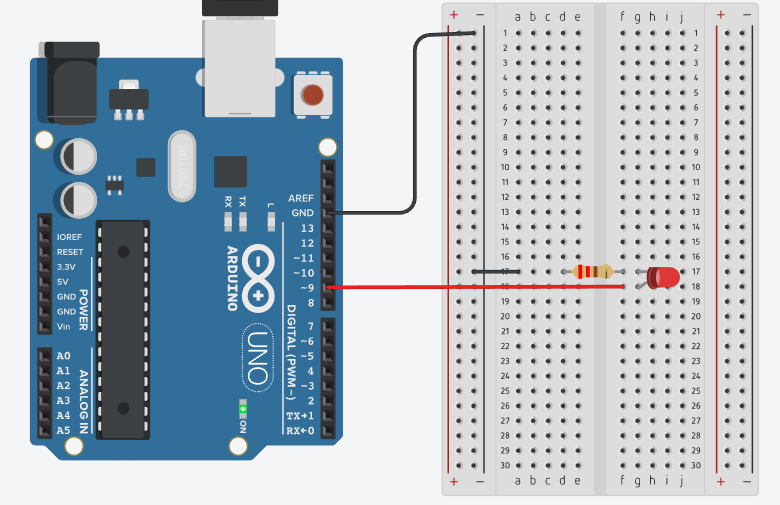 AREF
GND
13
12
~11
~10
~9
8
7
~6
~5
4
~3
2
TX→1
RX←0
DIGITAL (PWM~)
IOREF
RESET
3.3V
5V
GND
GND
Vin
POWER
A0
A1
A2
A3
A4
A5
ANALOG IN
RX
TX
L
ARDUINO
UNO
ON
+ − a b c d e f g h i j + −
1 1
2 2
3 3
4 4
5 5
6 6
7 7
8 8
9 9
10 10
11 11
12 12
13 13
14 14
15 15
16 16
17 17
18 18
19 19
20 20
21 21
22 22
23 23
24 24
25 25
26 26
27 27
28 28
29 29
30 30
+ − a b c d e f g h i j + −